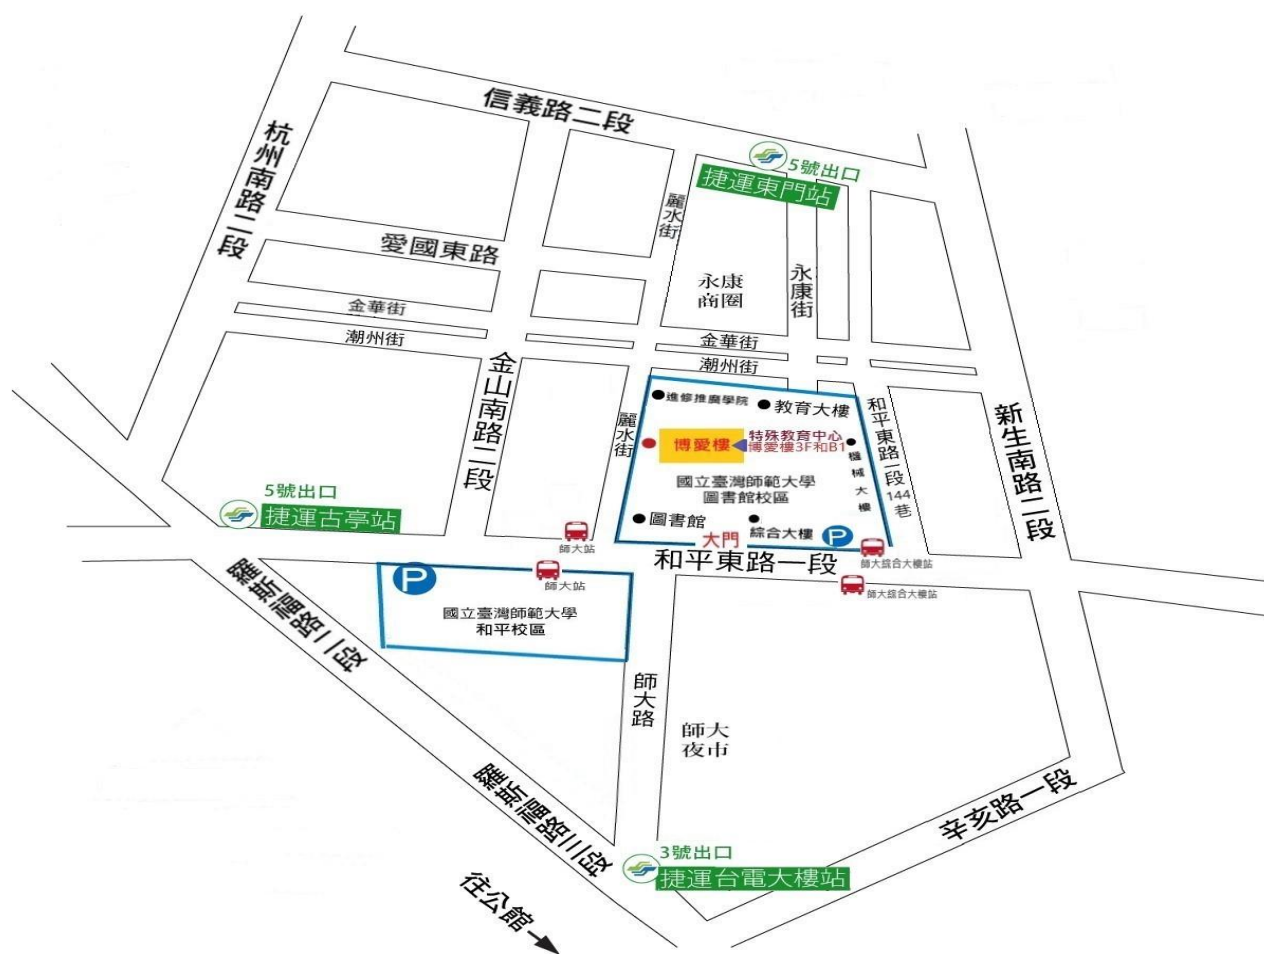 信義路二段
杭州南路二段
5號出口
捷運東門站
麗水街
愛國東路
永康
商圈
永康街
金華街
潮州街
金華街
潮州街
金山南路二段
麗水街
進修推廣學院
教育大樓
博愛樓
特殊教育中心
博愛樓3F和B1
機械大樓
國立臺灣師範大學
圖書館校區
圖書館
綜合大樓
P
大門
和平東路一段144巷
新生南路二段
5號出口
捷運古亭站
師大站
師大站
和平東路一段
師大綜合大樓站
師大綜合大樓站
P
國立臺灣師範大學
和平校區
羅斯福路二段
師大路
師大
夜市
羅斯福路三段
辛亥路一段
3號出口
捷運台電大樓站
往公館